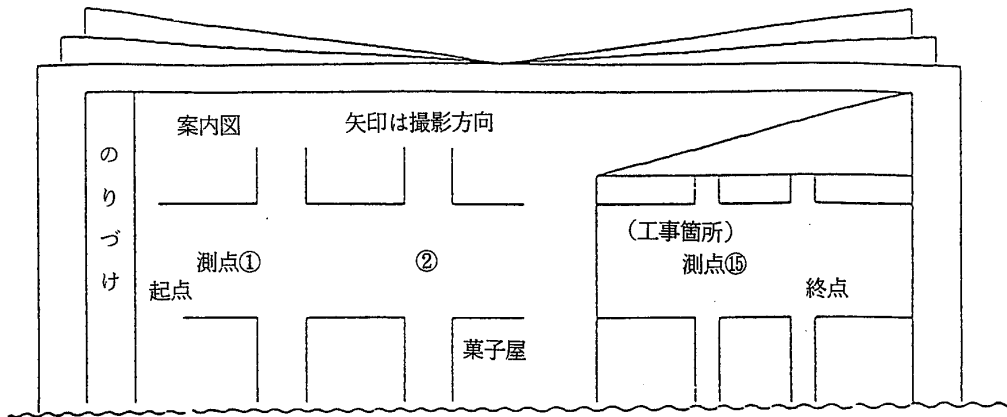 案内図
矢印は撮影方向
のりづけ
(工事箇所)
測点①
②
測点⑮
起点
終点
菓子屋